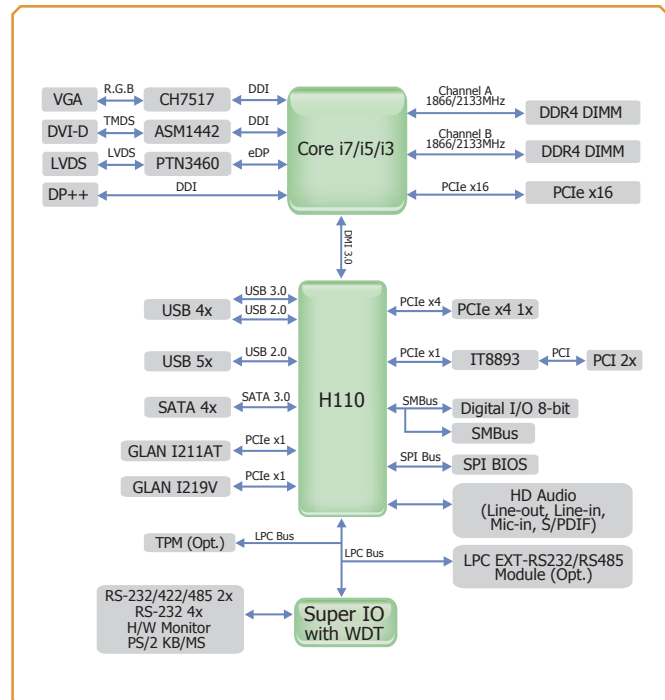 VGA
R.G.B
CH7517
DDI
DVI-D
TMDS
ASM1442
DDI
LVDS
LVDS
PTN3460
eDP
DP++
DDI
Core i7/i5/i3
Channel A
1866/2133MHz
DDR4 DIMM
Channel B
1866/2133MHz
DDR4 DIMM
PCIe x16
PCIe x16
DMI 3.0
USB 4x
USB 3.0
USB 2.0
USB 5x
USB 2.0
SATA 4x
SATA 3.0
GLAN I211AT
PCIe x1
GLAN I219V
PCIe x1
H110
PCIe x4
PCIe x4 1x
PCIe x1
IT8893
PCI
PCI 2x
SMBus
Digital I/O 8-bit
SMBus
SPI Bus
SPI BIOS
HD Audio
(Line-out, Line-in,
Mic-in, S/PDIF)
TPM (Opt.)
LPC Bus
LPC Bus
LPC EXT-RS232/RS485
Module (Opt.)
RS-232/422/485 2x
RS-232 4x
H/W Monitor
PS/2 KB/MS
Super IO
with WDT